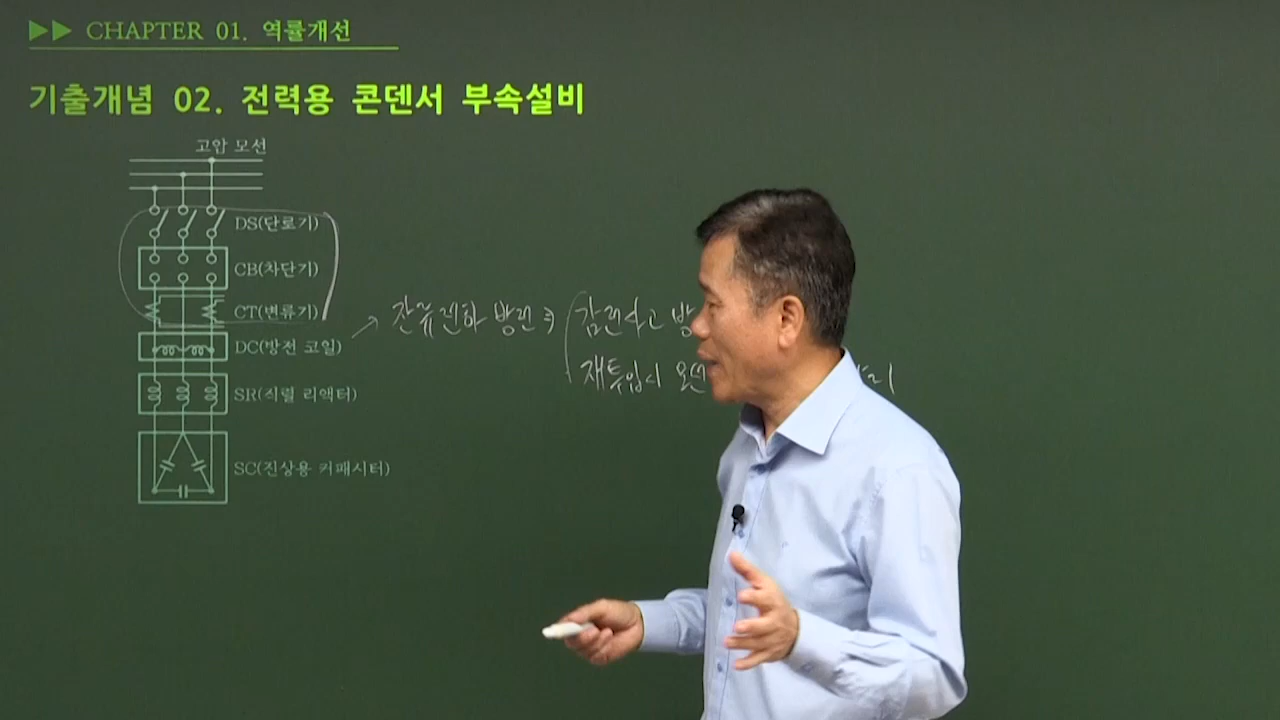 CHAPTER 01. 역률개선
기출개념 02. 전력용 콘덴서 부속설비
고압 모선
DS(단로기)
CB(차단기)
CT(변류기)
DC(방전 코일)
SR(직렬 리액터)
SC(진상용 커패시터)
잔류전하 방전 ⇒ 감전사고 방
재투입시